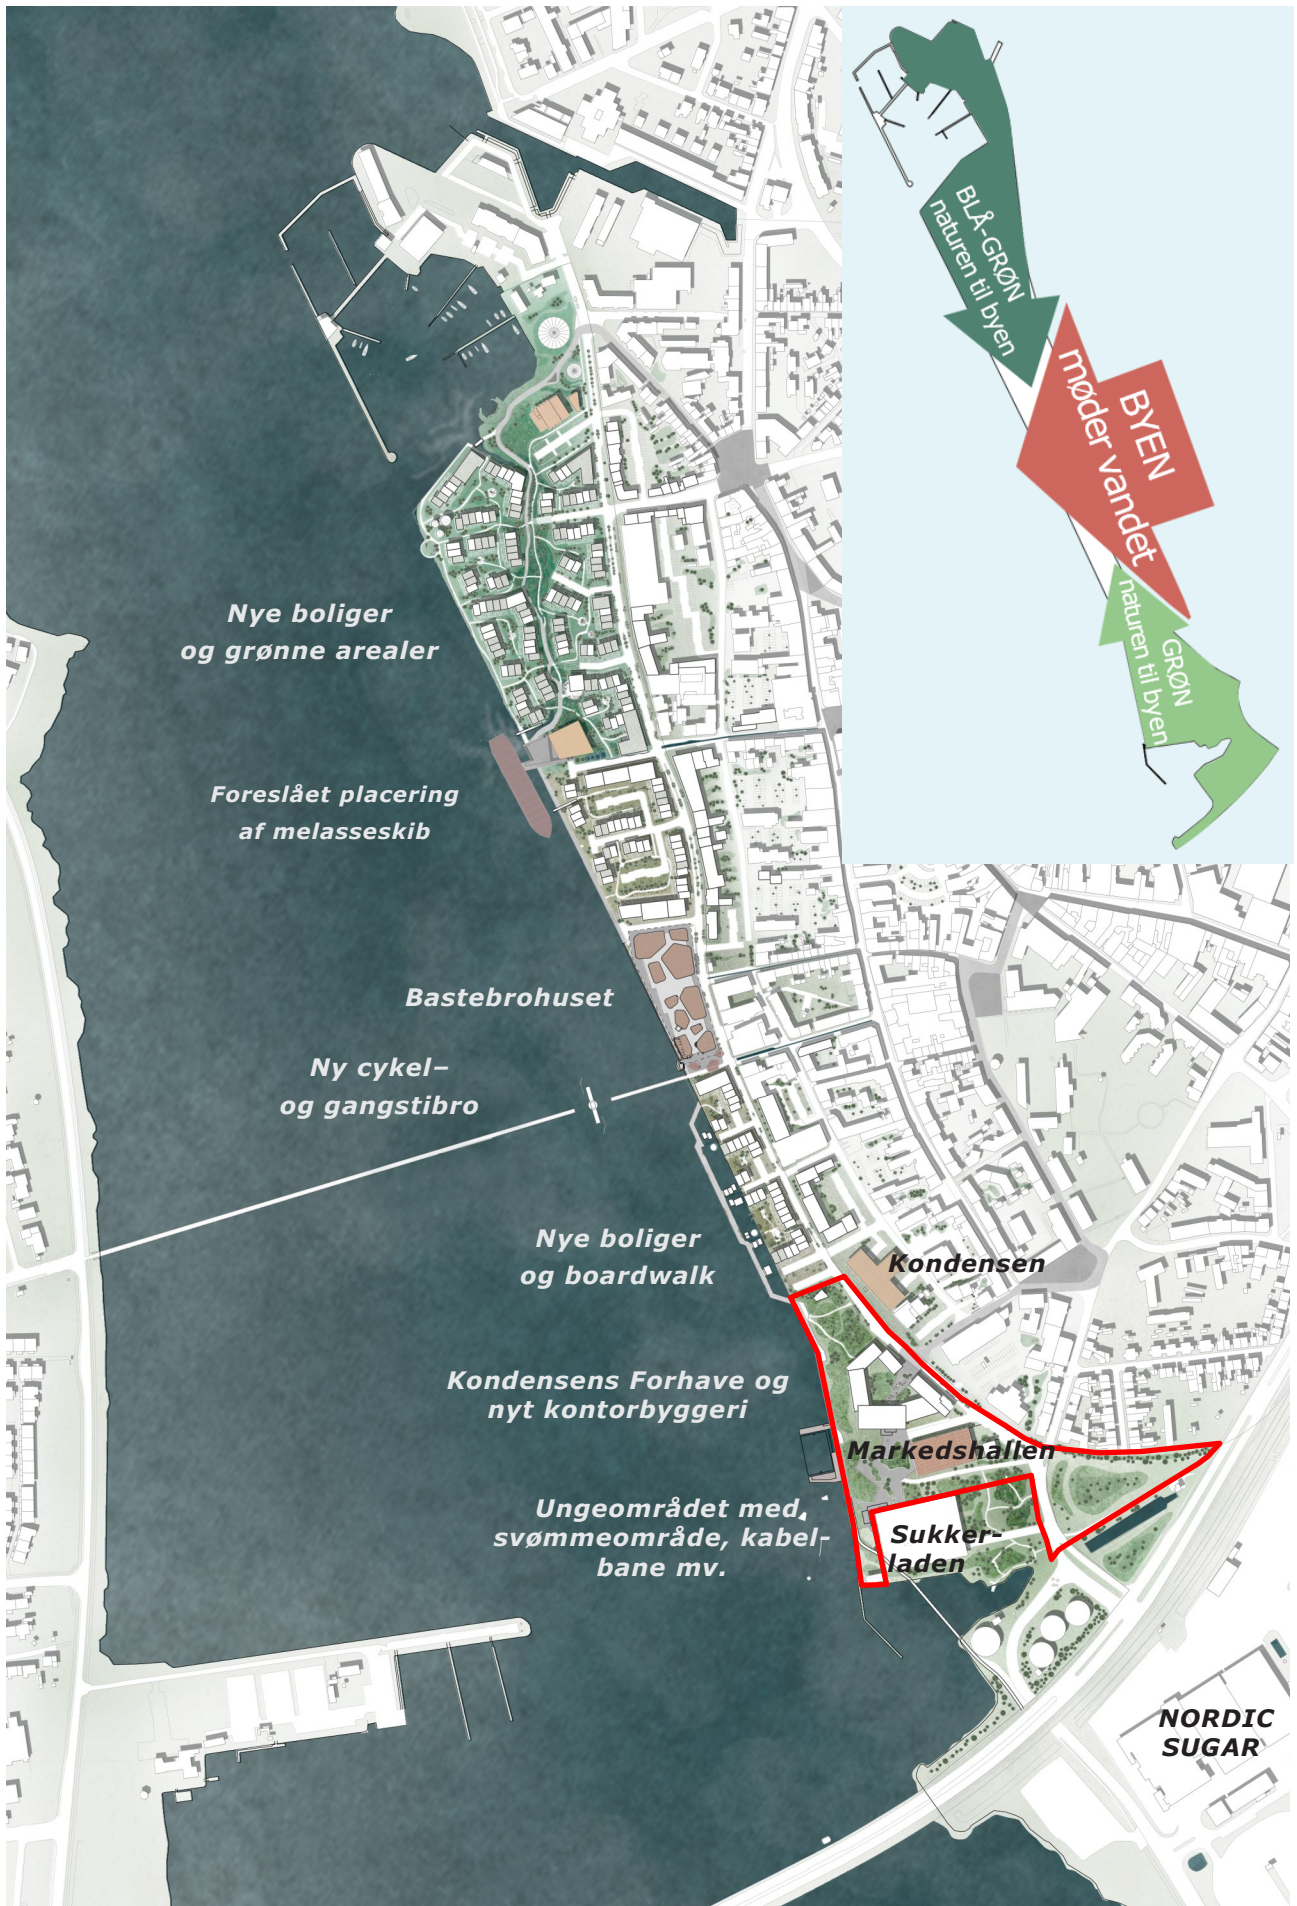 BLÅ-GRØN
naturen til byen
BYEN
møder vandet
GRØN
naturen til byen
Nye boliger
og grønne arealer
Foreslået placering
af melasseskib
Bastebrohuset
Ny cykel–
og gangstibro
Nye boliger
og boardwalk
Kondensen
Kondensens Forhave og
nyt kontorbyggeri
Markedshallen
Ungeområdet med
svømmeområde, kabel-
bane mv.
Sukker-
laden
NORDIC
SUGAR